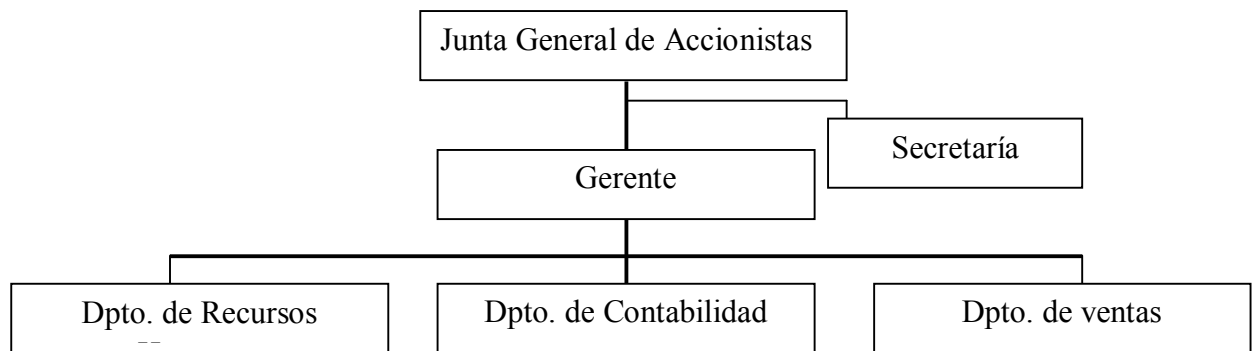 Junta General de Accionistas
Secretaría
Gerente
Dpto. de Recursos
Dpto. de Contabilidad
Dpto. de ventas